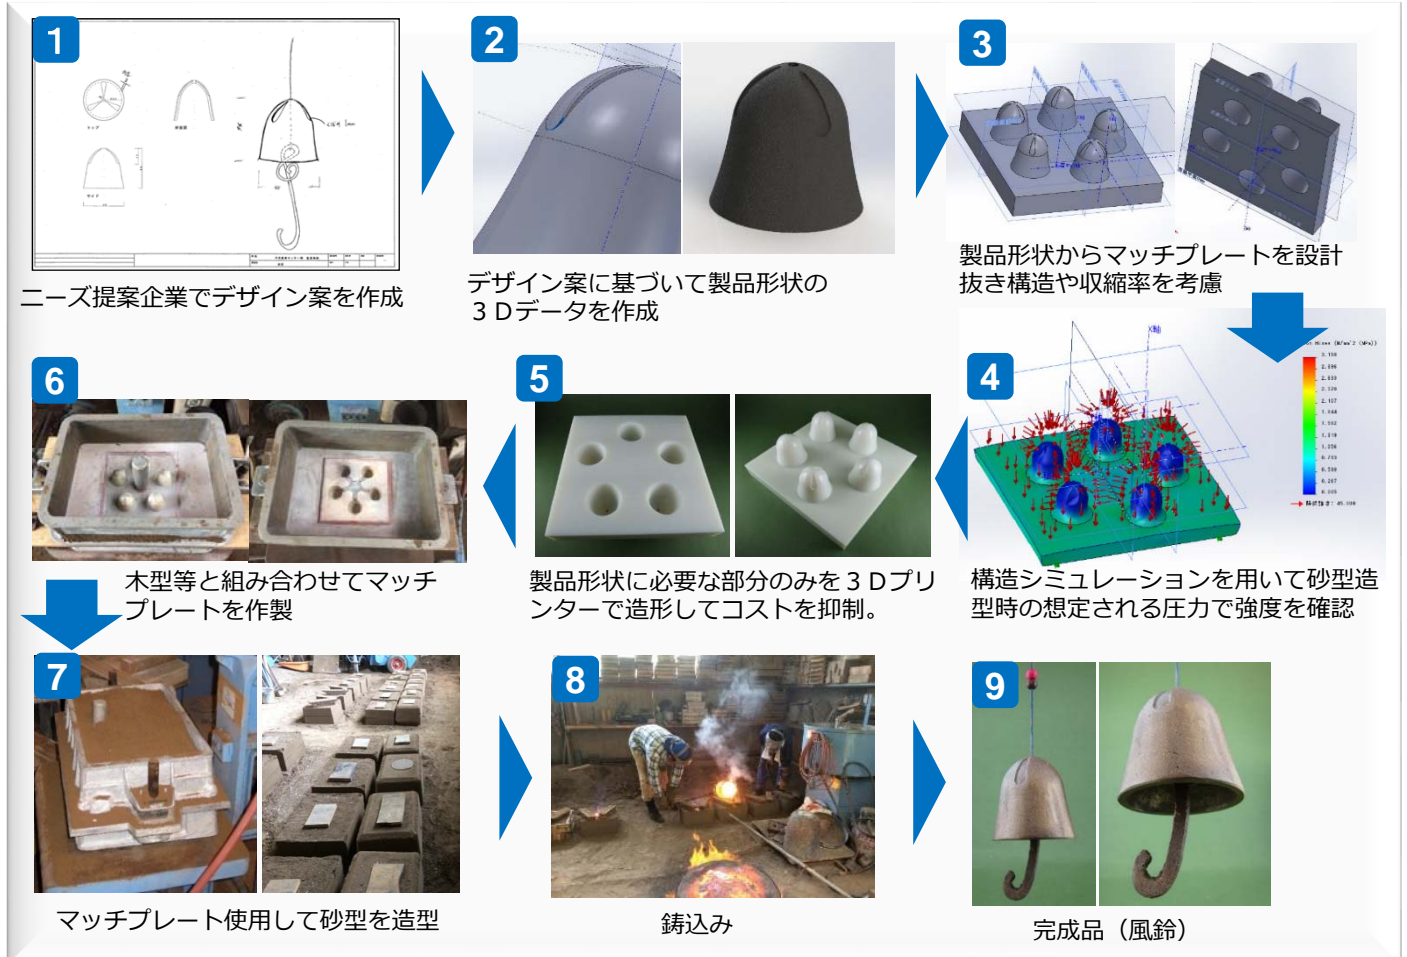 1
ニーズ提案企業でデザイン案を作成
2
デザイン案に基づいて製品形状の
３Ｄデータを作成
3
製品形状からマッチプレートを設計
抜き構造や収縮率を考慮
4
X軸
構造シミュレーションを用いて砂型造
型時の想定される圧力で強度を確認
5
製品形状に必要な部分のみを３Ｄプリ
ンターで造形してコストを抑制。
6
木型等と組み合わせてマッチ
プレートを作製
7
マッチプレート使用して砂型を造型
8
鋳込み
9
完成品（風鈴）